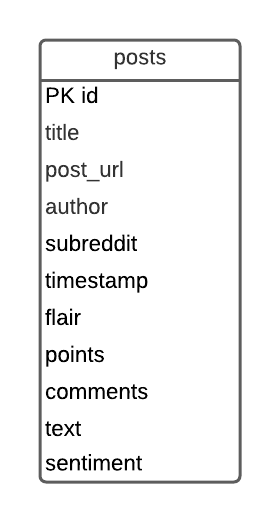 posts
PK id
title
post_url
author
subreddit
timestamp
flair
points
comments
text
sentiment